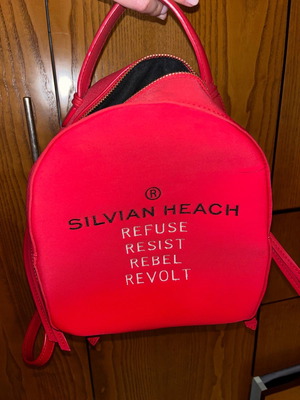 ®
SILVIAN HEACH
REFUSE
RESIST
REBEL
REVOLT